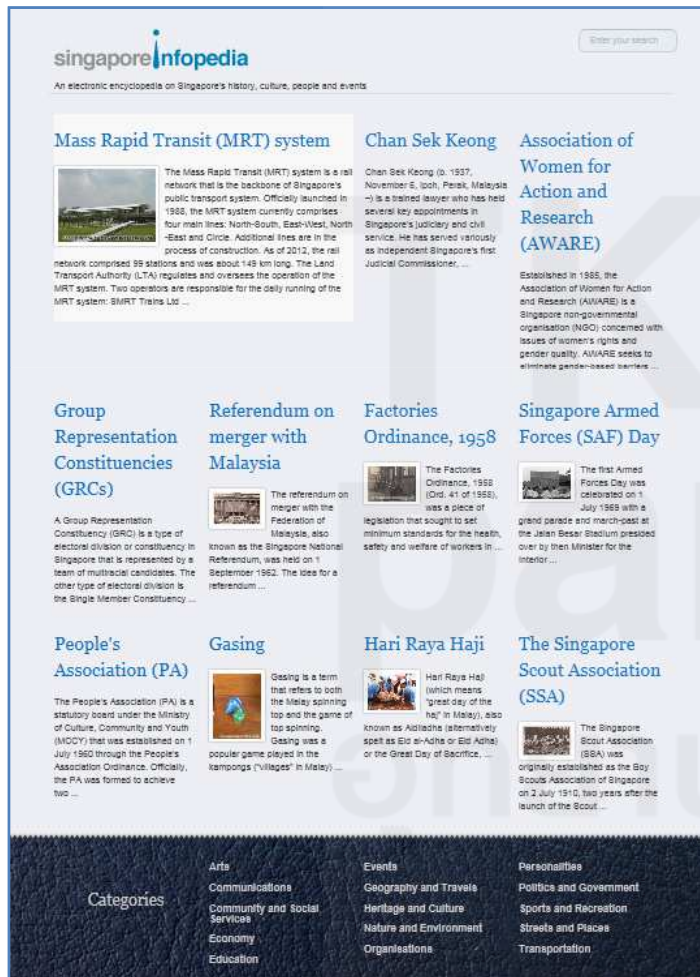 singapore infopedia
Enter your search
An electronic encyclopedia on Singapore's history, culture, people and events
Mass Rapid Transit (MRT) system
The Mass Rapid Transit (MRT) system is a rail
network that is the backbone of Singapore's
public transport system. Officially launched in
1988, the MRT system currently comprises
four main lines: North-South, East-West, North
-East and Circle. Additional lines are in the
process of construction. As of 2012, the rail
network comprised 99 stations and was about 149 km long. The Land
Transport Authority (LTA) regulates and oversees the operation of the
MRT system. Two operators are responsible for the daily running of the
MRT system: SMRT Trains Ltd ...
Chan Sek Keong
Chan Sek Keong (b. 1937,
November 5, Ipoh, Perak, Malaysia
–) is a trained lawyer who has held
several key appointments in
Singapore's judiciary and civil
service. He has served variously
as independent Singapore's first
Judicial Commissioner, ...
Association of
Women for
Action and
Research
(AWARE)
Established in 1985, the
Association of Women for Action
and Research (AWARE) is a
Singapore non-governmental
organisation (NGO) concerned with
issues of women's rights and
gender quality. AWARE seeks to
eliminate gender-based barriers ...
Group
Representation
Constituencies
(GRCs)
A Group Representation
Constituency (GRC) is a type of
electoral division or constituency in
Singapore that is represented by a
team of multiracial candidates. The
other type of electoral division is
the Single Member Constituency ...
Referendum on
merger with
Malaysia
The referendum on
merger with the
Federation of
Malaysia, also
known as the Singapore National
Referendum, was held on 1
September 1962. The idea for a
referendum ...
Factories
Ordinance, 1958
The Factories
Ordinance, 1958
(Ord. 41 of 1958),
was a piece of
legislation that sought to set
minimum standards for the health,
safety and welfare of workers in ...
Singapore Armed
Forces (SAF) Day
The first Armed
Forces Day was
celebrated on 1
July 1969 with a
grand parade and march-past at
the Jalan Besar Stadium presided
over by then Minister for the
Interior ...
People's
Association (PA)
The People's Association (PA) is a
statutory board under the Ministry
of Culture, Community and Youth
(MCCY) that was established on 1
July 1960 through the People's
Association Ordinance. Officially,
the PA was formed to achieve
two ...
Gasing
Gasing is a term
that refers to both
the Malay spinning
top and the game of
top spinning.
Gasing was a
popular game played in the
kampongs ("villages" in Malay) ...
Hari Raya Haji
Hari Raya Haji
(which means
"great day of the
haj" in Malay), also
known as Aidiladha (alternatively
spelt as Eid al-Adha or Eid Adha)
or the Great Day of Sacrifice, ...
The Singapore
Scout Association
(SSA)
The Singapore
Scout Association
(SSA) was
originally established as the Boy
Scouts Association of Singapore
on 2 July 1910, two years after the
launch of the Scout ...
Categories
Arts
Communications
Community and Social
Services
Economy
Education
Events
Geography and Travels
Heritage and Culture
Nature and Environment
Organisations
Personalities
Politics and Government
Sports and Recreation
Streets and Places
Transportation